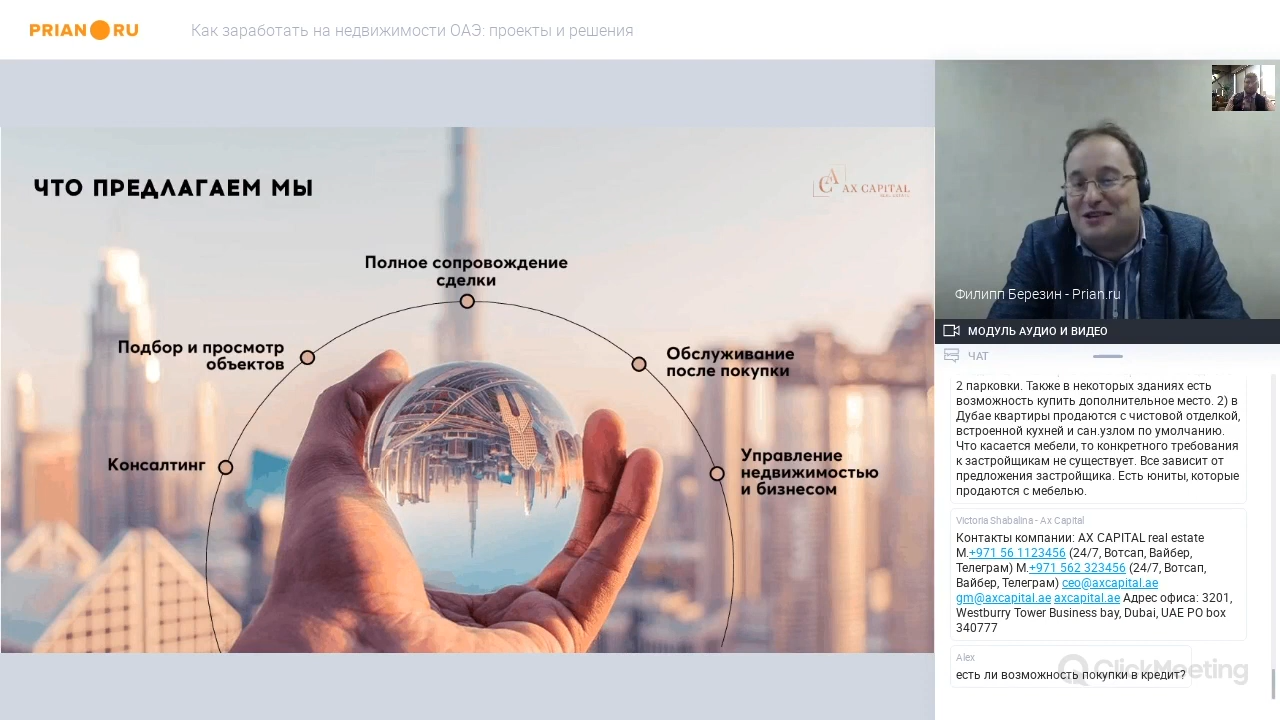 PRIAN RU
Как заработать на недвижимости ОАЭ: проекты и решения
ЧТО ПРЕДЛАГАЕМ МЫ
CA AX CAPITAL
Полное сопровождение
сделки
Подбор и просмотр
объектов
Обслуживание
после покупки
Консалтинг
Управление
недвижимостью
и бизнесом
Филипп Березин - Prian.ru
МОДУЛЬ АУДИО И ВИДЕО
ЧАТ
2 парковки. Также в некоторых зданиях есть
возможность купить дополнительное место. 2) в
Дубае квартиры продаются с чистовой отделкой,
встроенной кухней и сан.узлом по умолчанию.
Что касается мебели, то конкретного требования
к застройщикам не существует. Все зависит от
предложения застройщика. Есть юниты, которые
продаются с мебелью.
Victoria Shabalina - Ax Capital
Контакты компании: AX CAPITAL real estate
М.+971 56 1123456 (24/7, Вотсап, Вайбер,
Телеграм) М.+971 562 323456 (24/7, Вотсап,
Вайбер, Телеграм) ceo@axcapital.ae
gm@axcapital.ae axcapital.ae Адрес офиса: 3201,
Westburry Tower Business bay, Dubai, UAE PO box
340777
Alex
есть ли возможность покупки в кредит?
ClickMeeting